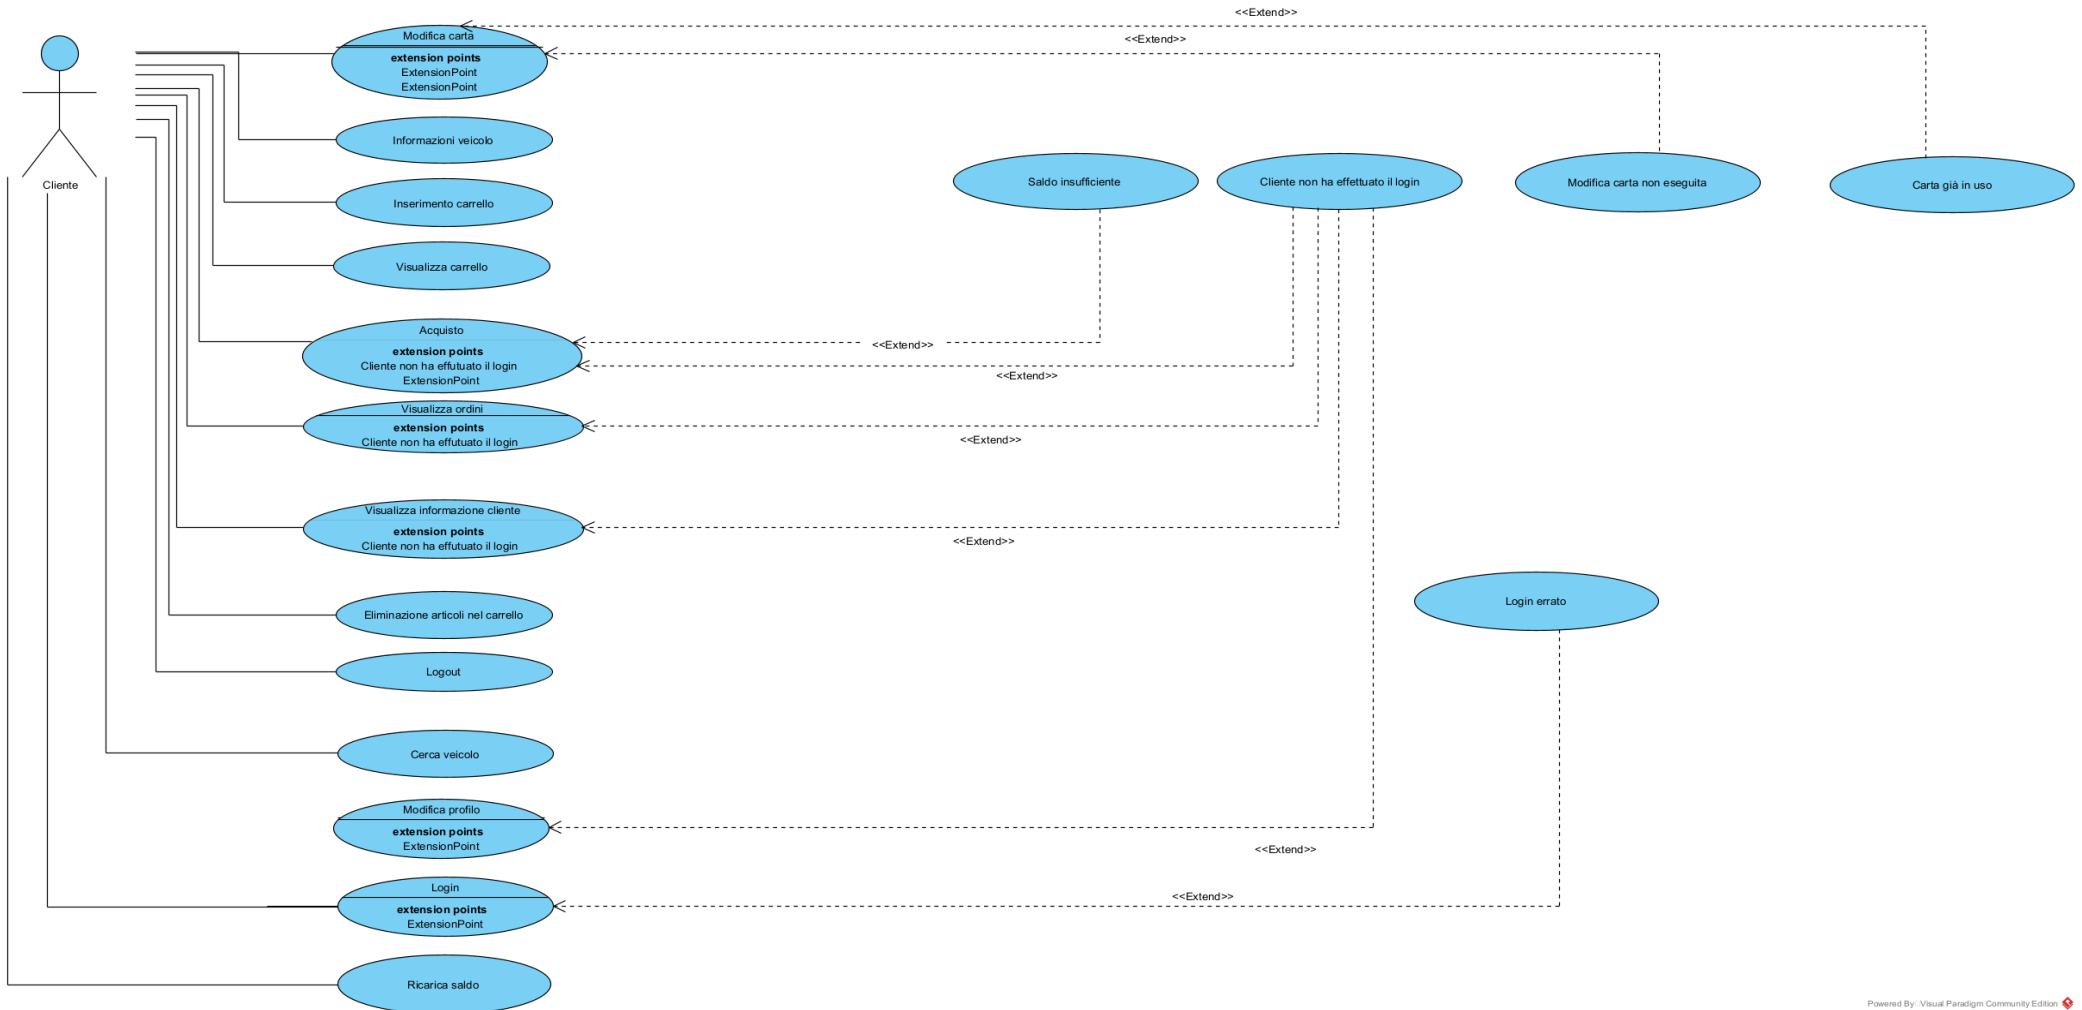 <<Extend>>
Modifica carta
<<Extend>>
extension points
ExtensionPoint
ExtensionPoint
Informazioni veicolo
Cliente
Saldo insufficiente
Cliente non ha effettuato il login
Modifica carta non eseguita
Carta già in uso
Inserimento carrello
Visualizza carrello
Acquisto
<<Extend>>
extension points
Cliente non ha effutuato il login
ExtensionPoint
<<Extend>>
Visualizza ordini
extension points
Cliente non ha effutuato il login
<<Extend>>
Visualizza informazione cliente
extension points
Cliente non ha effutuato il login
<<Extend>>
Login errato
Eliminazione articoli nel carrello
Logout
Cerca veicolo
Modifica profilo
extension points
ExtensionPoint
<<Extend>>
Login
<<Extend>>
extension points
ExtensionPoint
Ricarica saldo
Powered By Visual Paradigm Community Edition